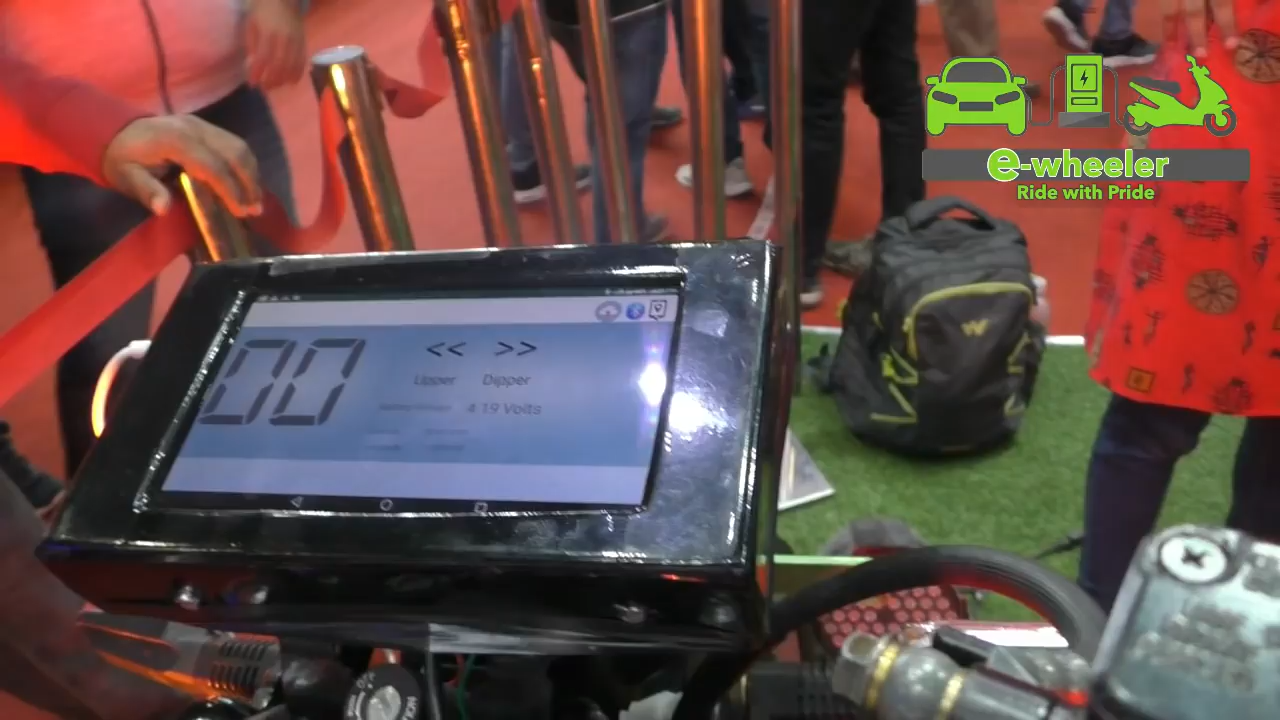 e-wheeler
Ride with Pride
00
<< >>
Upper Dipper
4.19 Volts